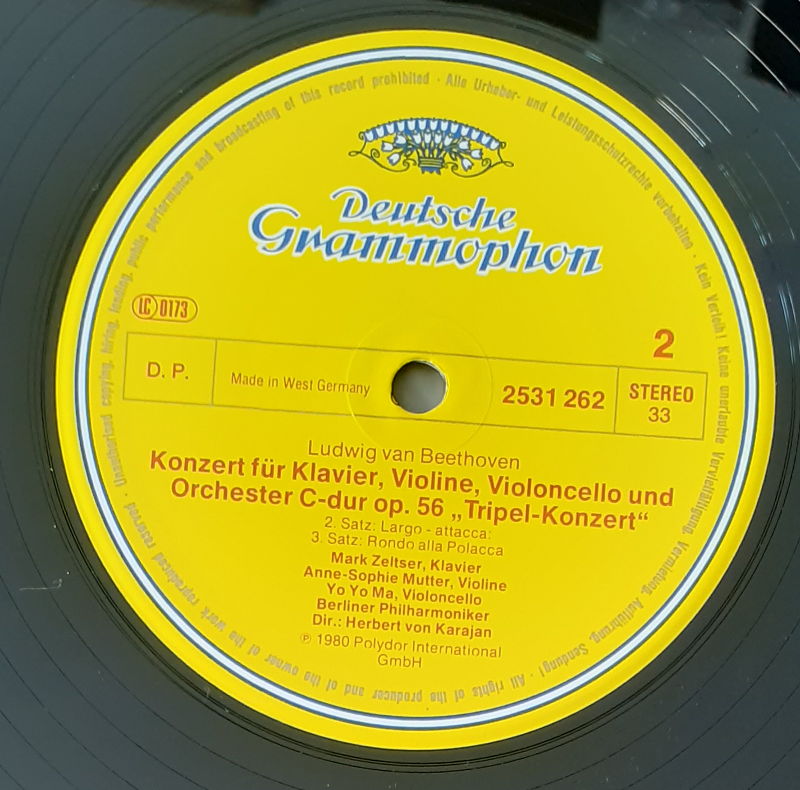 Deutsche
Grammophon
LC 0173
2
D. P.
Made in West Germany
2531 262
STEREO
33
Ludwig van Beethoven
Konzert für Klavier, Violine, Violoncello und
Orchester C-dur op. 56 „Tripel-Konzert“
2. Satz: Largo - attacca:
3. Satz: Rondo alla Polacca
Mark Zeltser, Klavier
Anne-Sophie Mutter, Violine
Yo Yo Ma, Violoncello
Berliner Philharmoniker
Dir.: Herbert von Karajan
℗ 1980 Polydor International
GmbH
Alle Urheber- und Leistungsschutzrechte vorbehalten · Kein Verleih! Keine unerlaubte Vervielfältigung, Vermietung, Aufführung, Sendung! · All rights of the producer and of the owner of the work reproduced reserved · Unauthorised copying, hiring, lending, public performance and broadcasting of this record prohibited ·